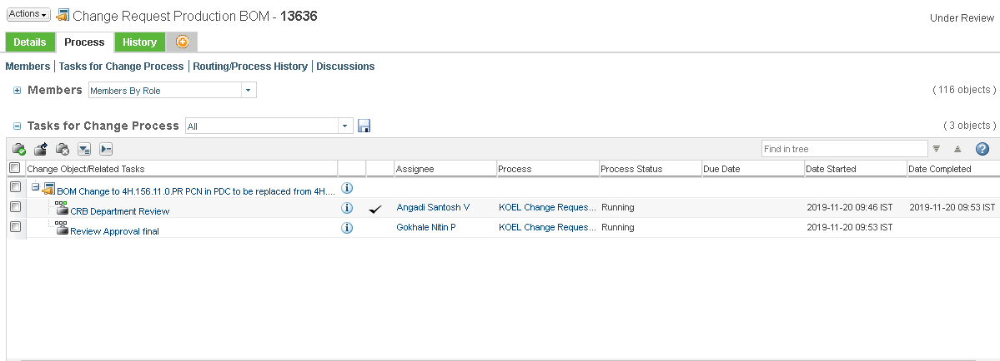 Actions
Change Request Production BOM - 13636
Under Review
Details Process History
Members Tasks for Change Process Routing/Process History Discussions
Members Members By Role ( 116 objects )
Tasks for Change Process All ( 3 objects )
Find in tree
Change Object/Related Tasks Assignee Process Process Status Due Date Date Started Date Completed
BOM Change to 4H.156.11.0.PR PCN in PDC to be replaced from 4H....
CRB Department Review Angadi Santosh V KOEL Change Reques... Running 2019-11-20 09:46 IST 2019-11-20 09:53 IST
Review Approval final Gokhale Nitin P KOEL Change Reques... Running 2019-11-20 09:53 IST